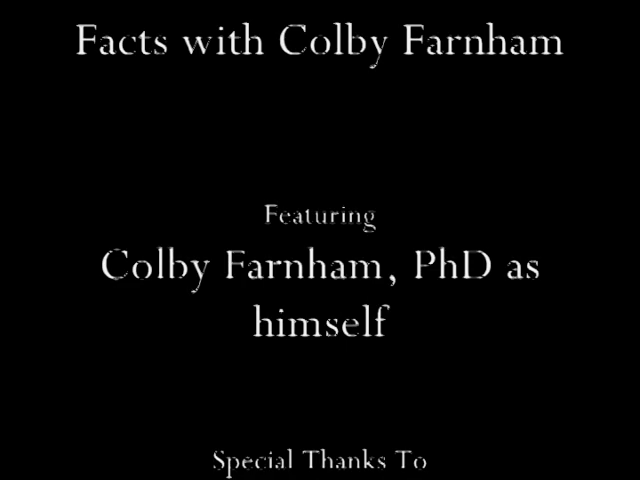 Facts with Colby Farnham
Featuring
Colby Farnham, PhD as
himself
Special Thanks To